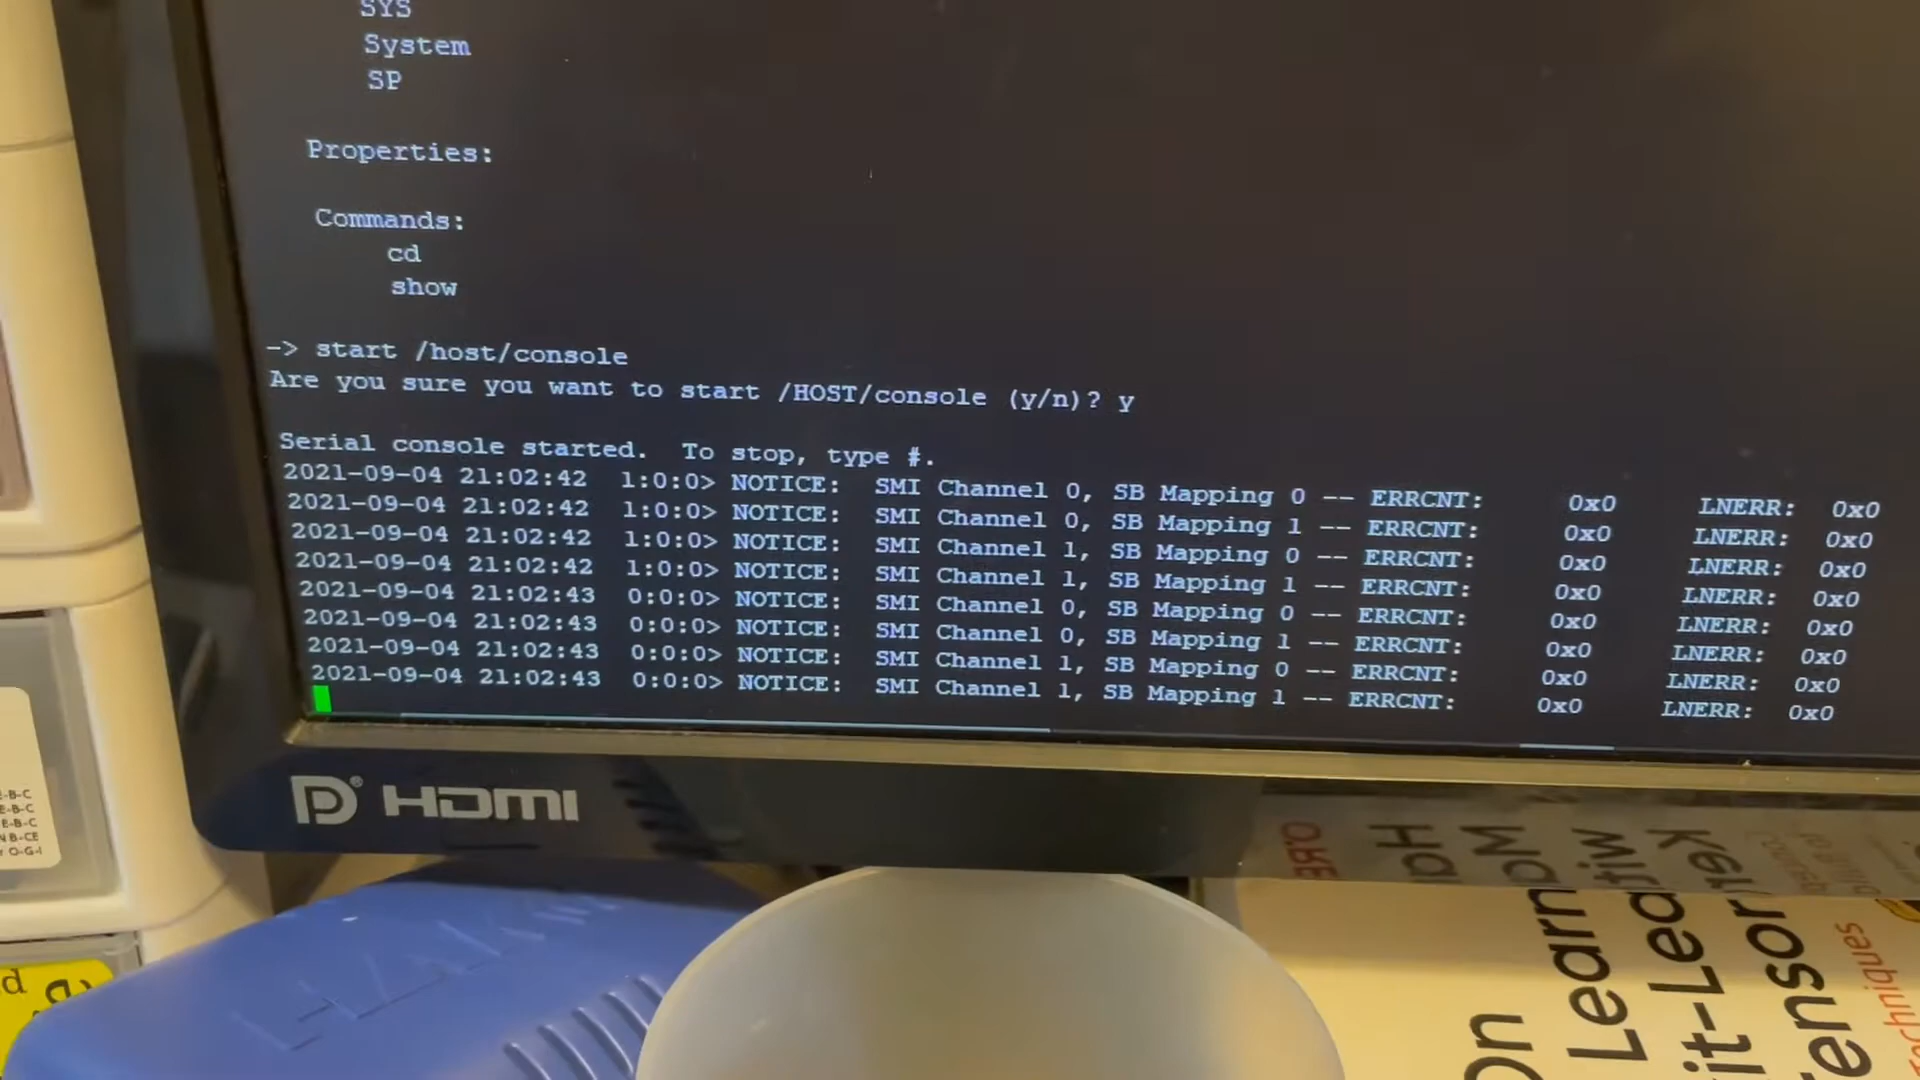 SYS
System
SP
Properties:
Commands:
cd
show
-> start /host/console
Are you sure you want to start /HOST/console (y/n)? y
Serial console started.  To stop, type #.
2021-09-04 21:02:42  1:0:0> NOTICE:  SMI Channel 0, SB Mapping 0 -- ERRCNT: 0x0 LNERR: 0x0
2021-09-04 21:02:42  1:0:0> NOTICE:  SMI Channel 0, SB Mapping 1 -- ERRCNT: 0x0 LNERR: 0x0
2021-09-04 21:02:42  1:0:0> NOTICE:  SMI Channel 1, SB Mapping 0 -- ERRCNT: 0x0 LNERR: 0x0
2021-09-04 21:02:42  1:0:0> NOTICE:  SMI Channel 1, SB Mapping 1 -- ERRCNT: 0x0 LNERR: 0x0
2021-09-04 21:02:43  0:0:0> NOTICE:  SMI Channel 0, SB Mapping 0 -- ERRCNT: 0x0 LNERR: 0x0
2021-09-04 21:02:43  0:0:0> NOTICE:  SMI Channel 0, SB Mapping 1 -- ERRCNT: 0x0 LNERR: 0x0
2021-09-04 21:02:43  0:0:0> NOTICE:  SMI Channel 1, SB Mapping 0 -- ERRCNT: 0x0 LNERR: 0x0
2021-09-04 21:02:43  0:0:0> NOTICE:  SMI Channel 1, SB Mapping 1 -- ERRCNT: 0x0 LNERR: 0x0
HDMI
E-B-C
E-B-C
E-B-C
N B-CE
r O-G-I
On
Learn
it-Lea
Tensor
Techniques